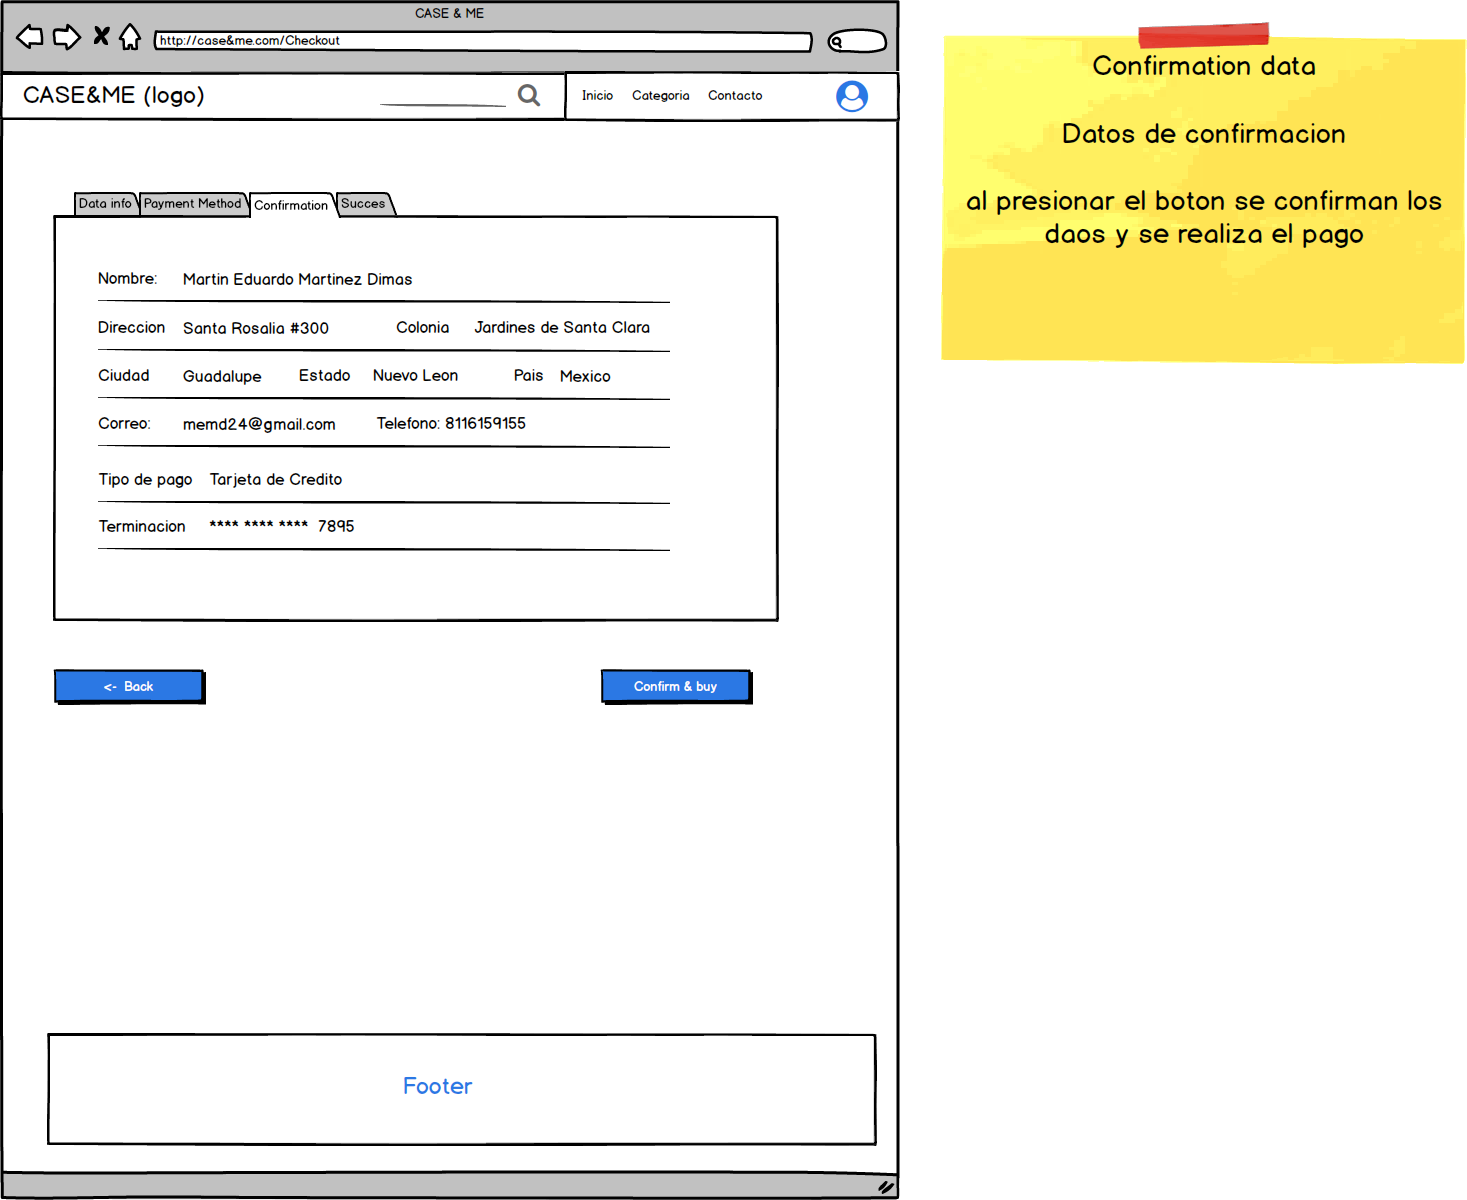 CASE & ME
http://case&me.com/Checkout
CASE&ME (logo)
Inicio Categoria Contacto
Data info Payment Method Confirmation Succes
Nombre: Martin Eduardo Martinez Dimas
Direccion Santa Rosalia #300 Colonia Jardines de Santa Clara
Ciudad Guadalupe Estado Nuevo Leon Pais Mexico
Correo: memd24@gmail.com Telefono: 8116159155
Tipo de pago Tarjeta de Credito
Terminacion **** **** **** 7895
<- Back Confirm & buy
Footer
Confirmation data
Datos de confirmacion
al presionar el boton se confirman los
daos y se realiza el pago